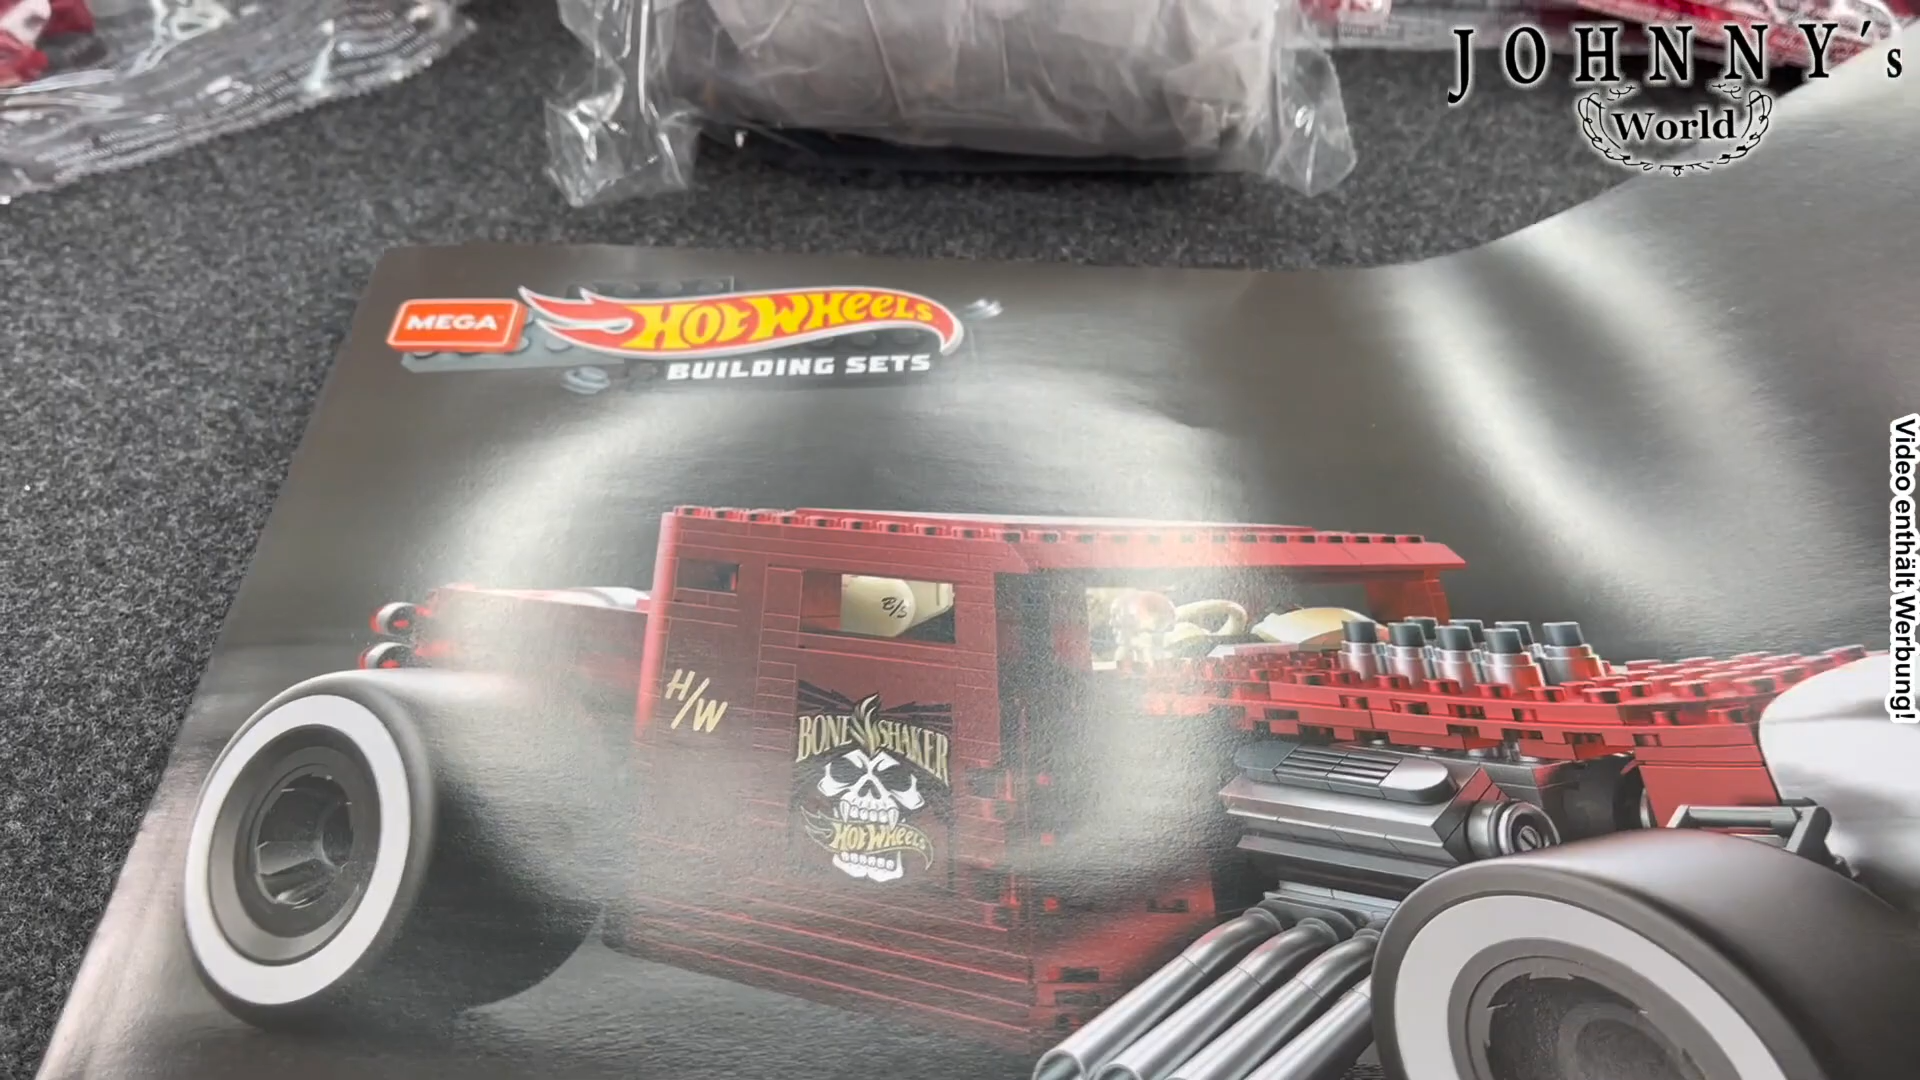 JOHNNY's
World
MEGA
HOT WHEELS
BUILDING SETS
B/S
H/W
BONE SHAKER
HOT WHEELS
Video enthält Werbung!